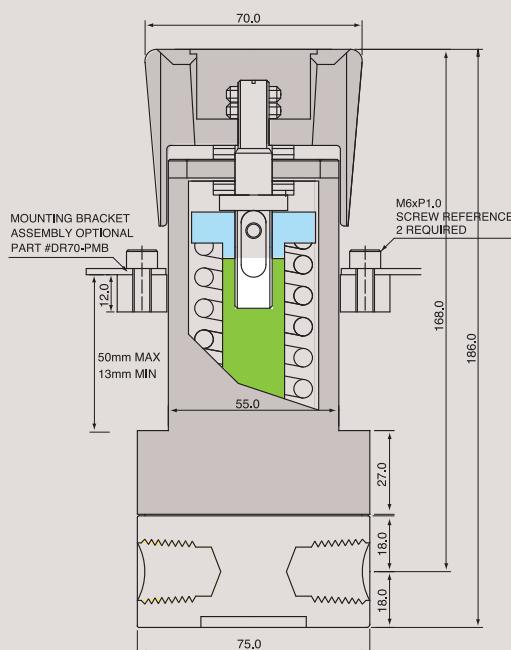 70.0
MOUNTING BRACKET
ASSEMBLY OPTIONAL
PART #DR70-PMB
M6xP1.0
SCREW REFERENCE
2 REQUIRED
12.0
168.0
186.0
50mm MAX
13mm MIN
55.0
27.0
18.0
18.0
75.0